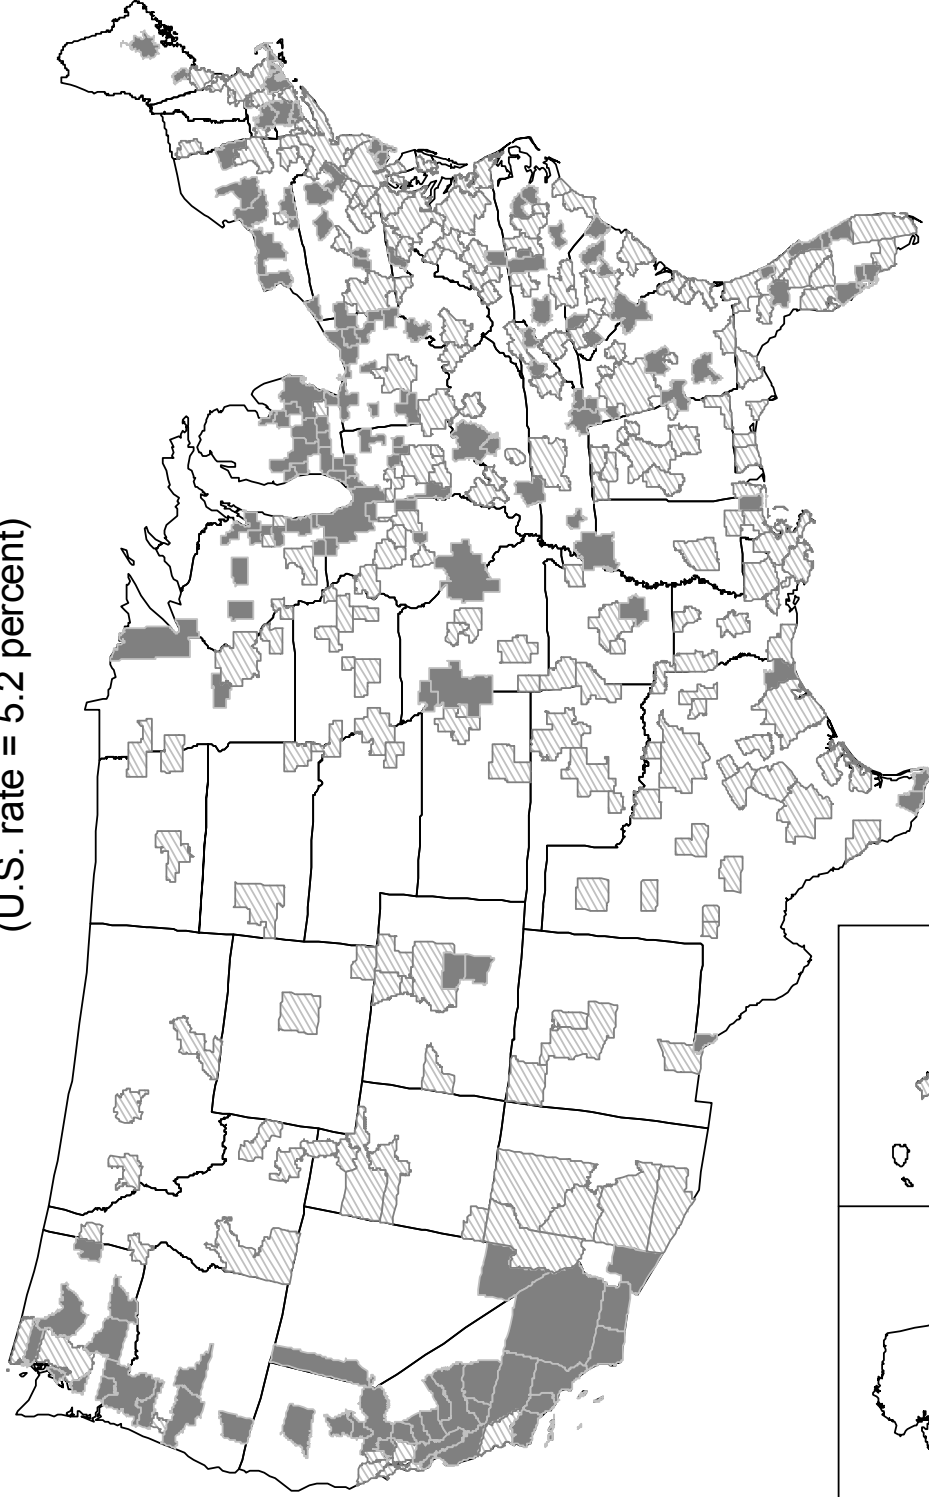 (U.S. rate = 5.2 percent)